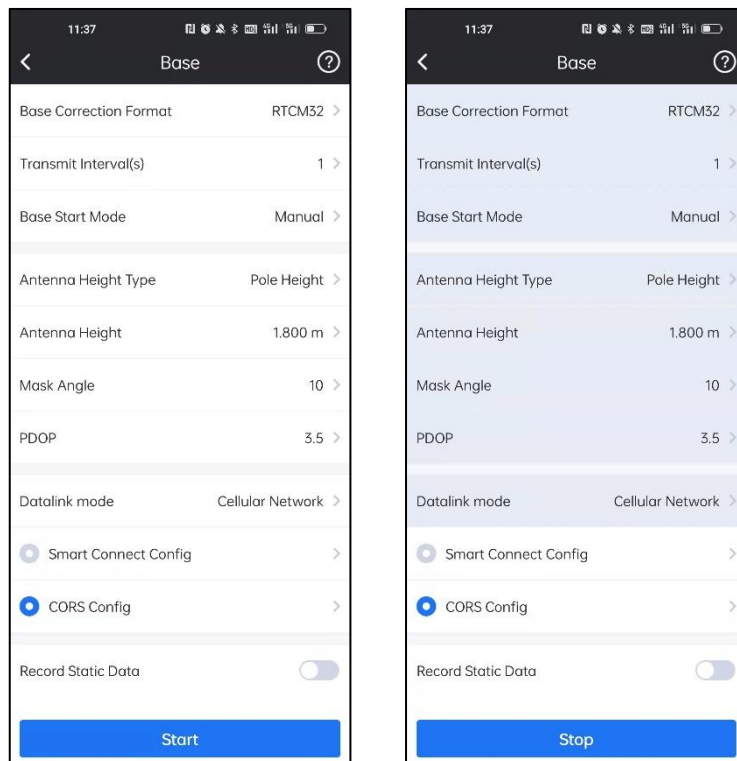 11:37
Base
Base Correction Format RTCM32
Transmit Interval(s) 1
Base Start Mode Manual
Antenna Height Type Pole Height
Antenna Height 1.800 m
Mask Angle 10
PDOP 3.5
Datalink mode Cellular Network
Smart Connect Config
CORS Config
Record Static Data
Start
11:37
Base
Base Correction Format RTCM32
Transmit Interval(s) 1
Base Start Mode Manual
Antenna Height Type Pole Height
Antenna Height 1.800 m
Mask Angle 10
PDOP 3.5
Datalink mode Cellular Network
Smart Connect Config
CORS Config
Record Static Data
Stop